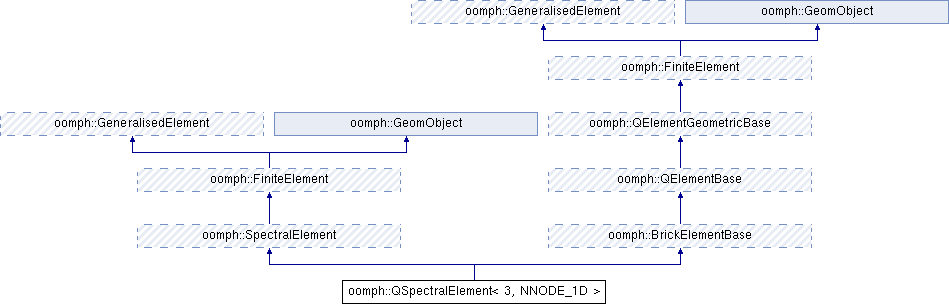 oomph::GeneralisedElement
oomph::GeomObject
oomph::FiniteElement
oomph::GeneralisedElement
oomph::GeomObject
oomph::QElementGeometricBase
oomph::FiniteElement
oomph::QElementBase
oomph::SpectralElement
oomph::BrickElementBase
oomph::QSpectralElement< 3, NNODE_1D >